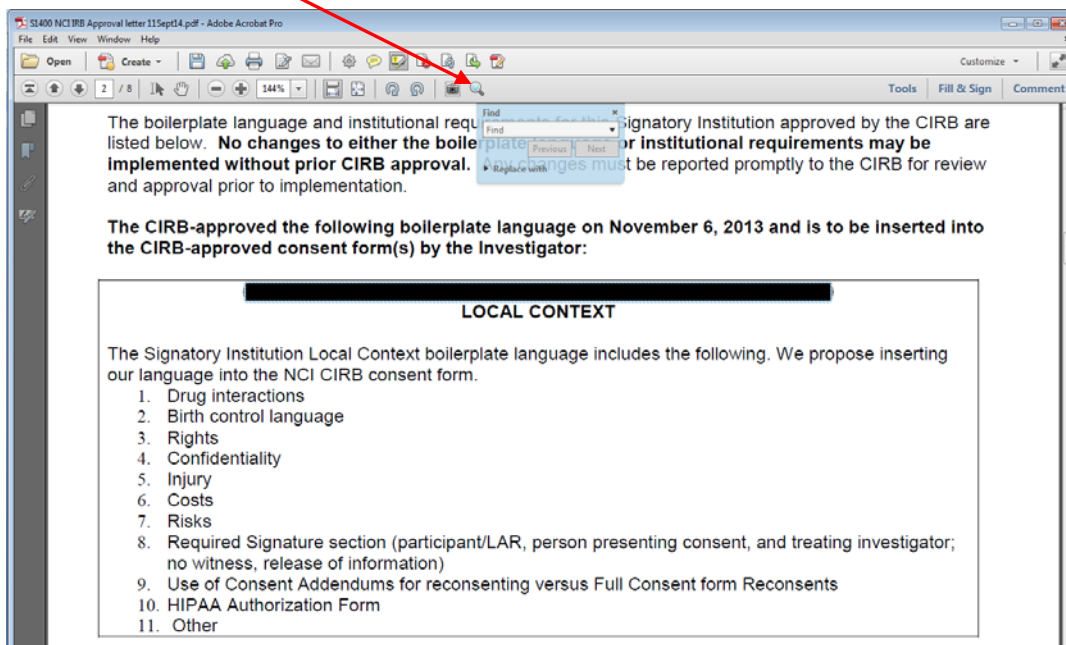 S1400 NCI IRB Approval letter 11Sept14.pdf - Adobe Acrobat Pro
File Edit View Window Help
Open Create Customize
2 / 8 144% Tools Fill & Sign Comment
Find
Find
Previous Next
Replace with
The boilerplate language and institutional requirements for this Signatory Institution approved by the CIRB are
listed below. No changes to either the boilerplate language or institutional requirements may be
implemented without prior CIRB approval. Any changes must be reported promptly to the CIRB for review
and approval prior to implementation.
The CIRB-approved the following boilerplate language on November 6, 2013 and is to be inserted into
the CIRB-approved consent form(s) by the Investigator:
LOCAL CONTEXT
The Signatory Institution Local Context boilerplate language includes the following. We propose inserting
our language into the NCI CIRB consent form.
1. Drug interactions
2. Birth control language
3. Rights
4. Confidentiality
5. Injury
6. Costs
7. Risks
8. Required Signature section (participant/LAR, person presenting consent, and treating investigator;
no witness, release of information)
9. Use of Consent Addendums for reconsenting versus Full Consent form Reconsents
10. HIPAA Authorization Form
11. Other